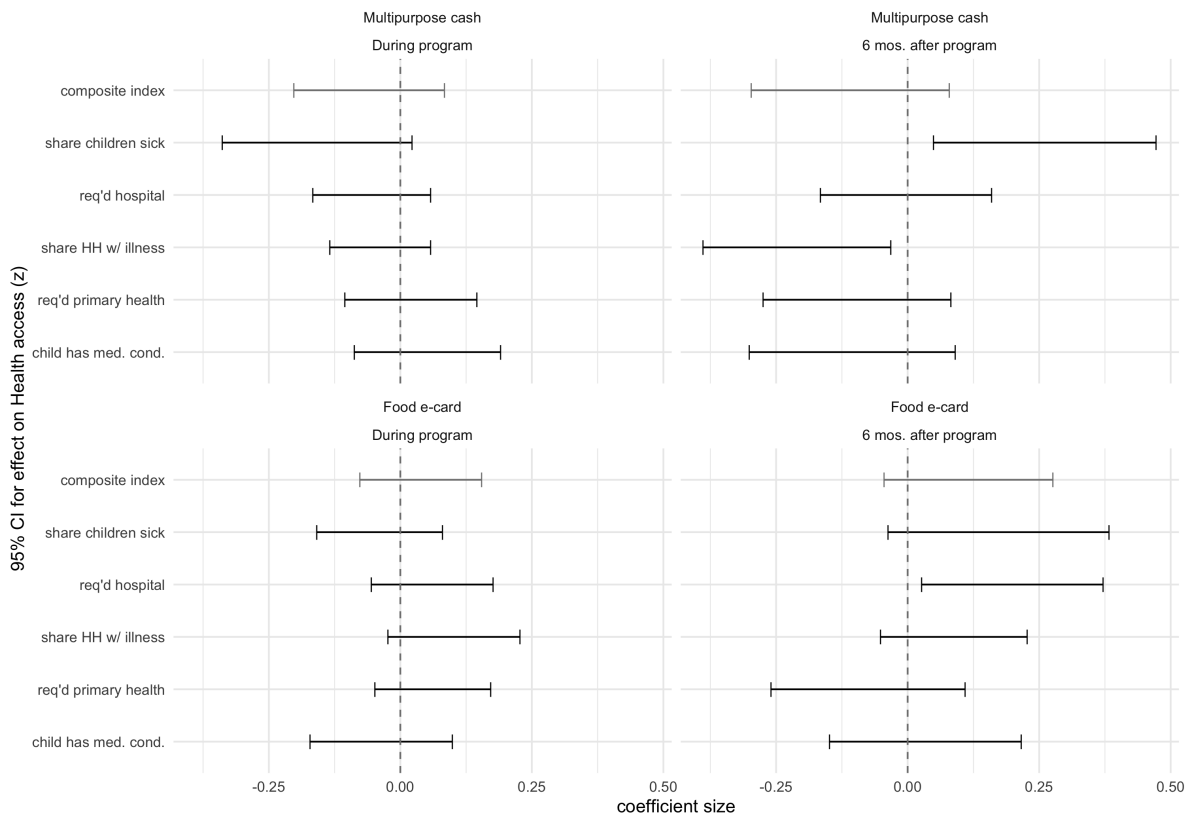 Multipurpose cash
During program
Multipurpose cash
6 mos. after program
composite index
share children sick
req'd hospital
share HH w/ illness
req'd primary health
child has med. cond.
Food e-card
During program
Food e-card
6 mos. after program
composite index
share children sick
req'd hospital
share HH w/ illness
req'd primary health
child has med. cond.
-0.25 0.00 0.25 0.50
-0.25 0.00 0.25 0.50
coefficient size
95% CI for effect on Health access (z)